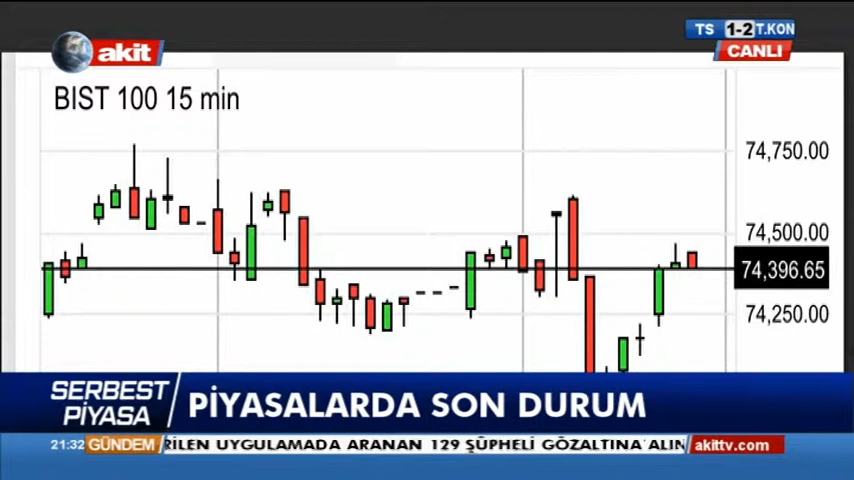 akit
TS 1-2 T.KON
CANLI
BIST 100 15 min
74,750.00
74,500.00
74,396.65
74,250.00
SERBEST
PİYASA
PİYASALARDA SON DURUM
21:32 GÜNDEM RİLEN UYGULAMADA ARANAN 129 ŞÜPHELİ GÖZALTINA ALIN akittv.com